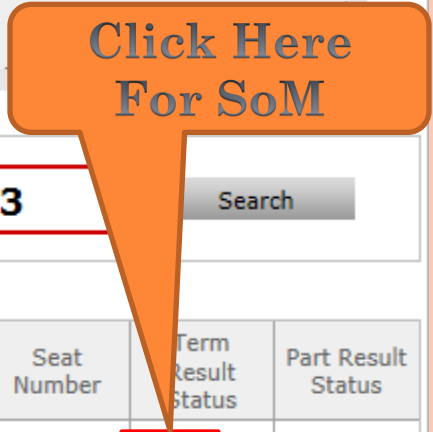 Click Here
For SoM
3
Search
Seat
Number
Term
Result
Status
Part Result
Status